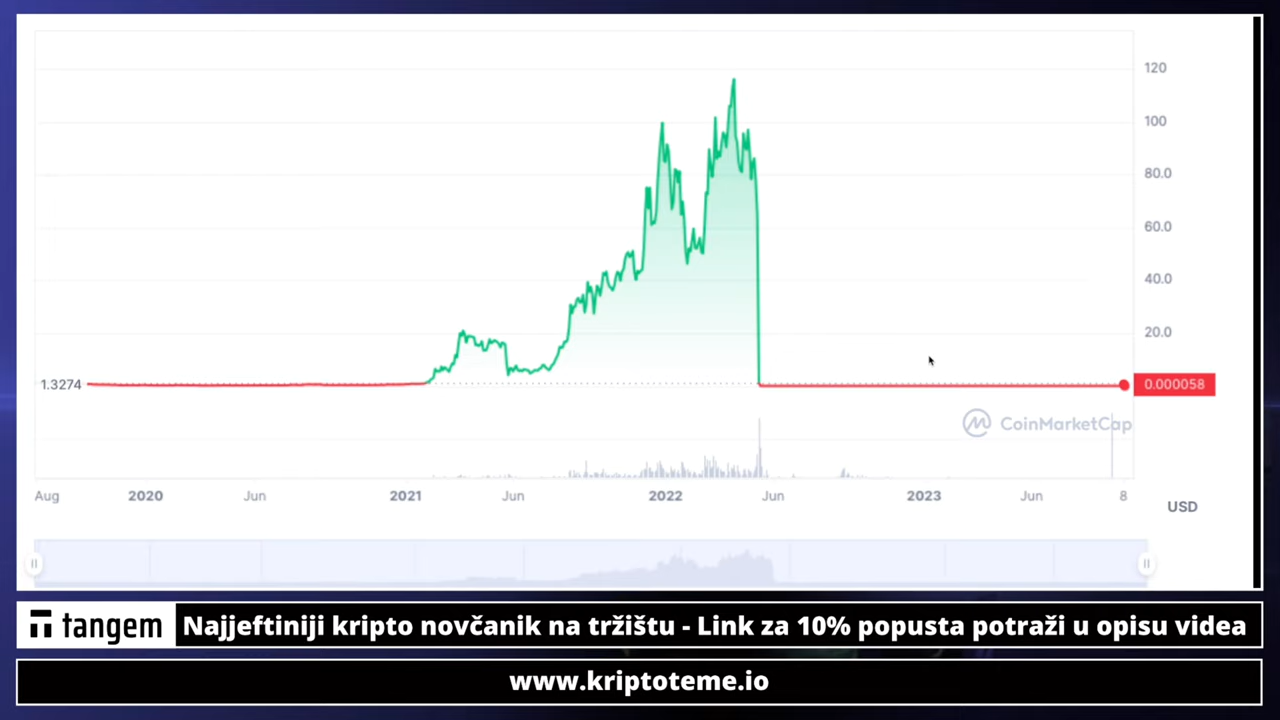 120
100
80.0
60.0
40.0
20.0
1.3274
0.000058
CoinMarketCap
Aug 2020 Jun 2021 Jun 2022 Jun 2023 Jun 8
USD
tangem Najjeftiniji kripto novčanik na tržištu - Link za 10% popusta potraži u opisu videa
www.kriptoteme.io